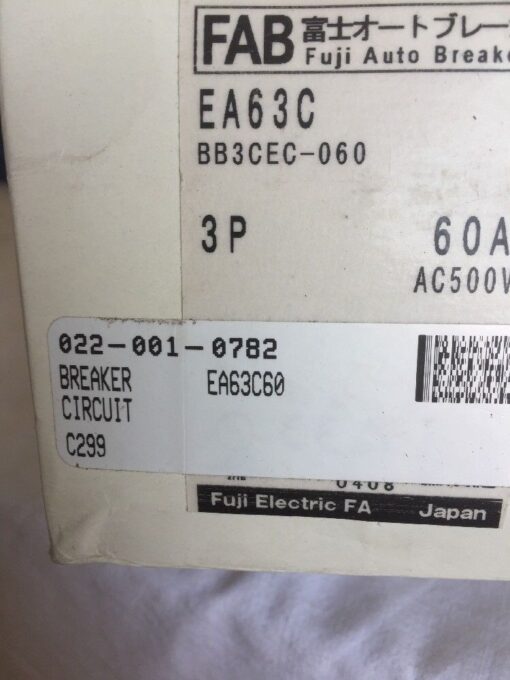 FAB 富士オートブレー
Fuji Auto Breake
EA63C
BB3CEC-060
3P 60A
AC500V
022-001-0782
BREAKER EA63C60
CIRCUIT
C299
0408
Fuji Electric FA Japan